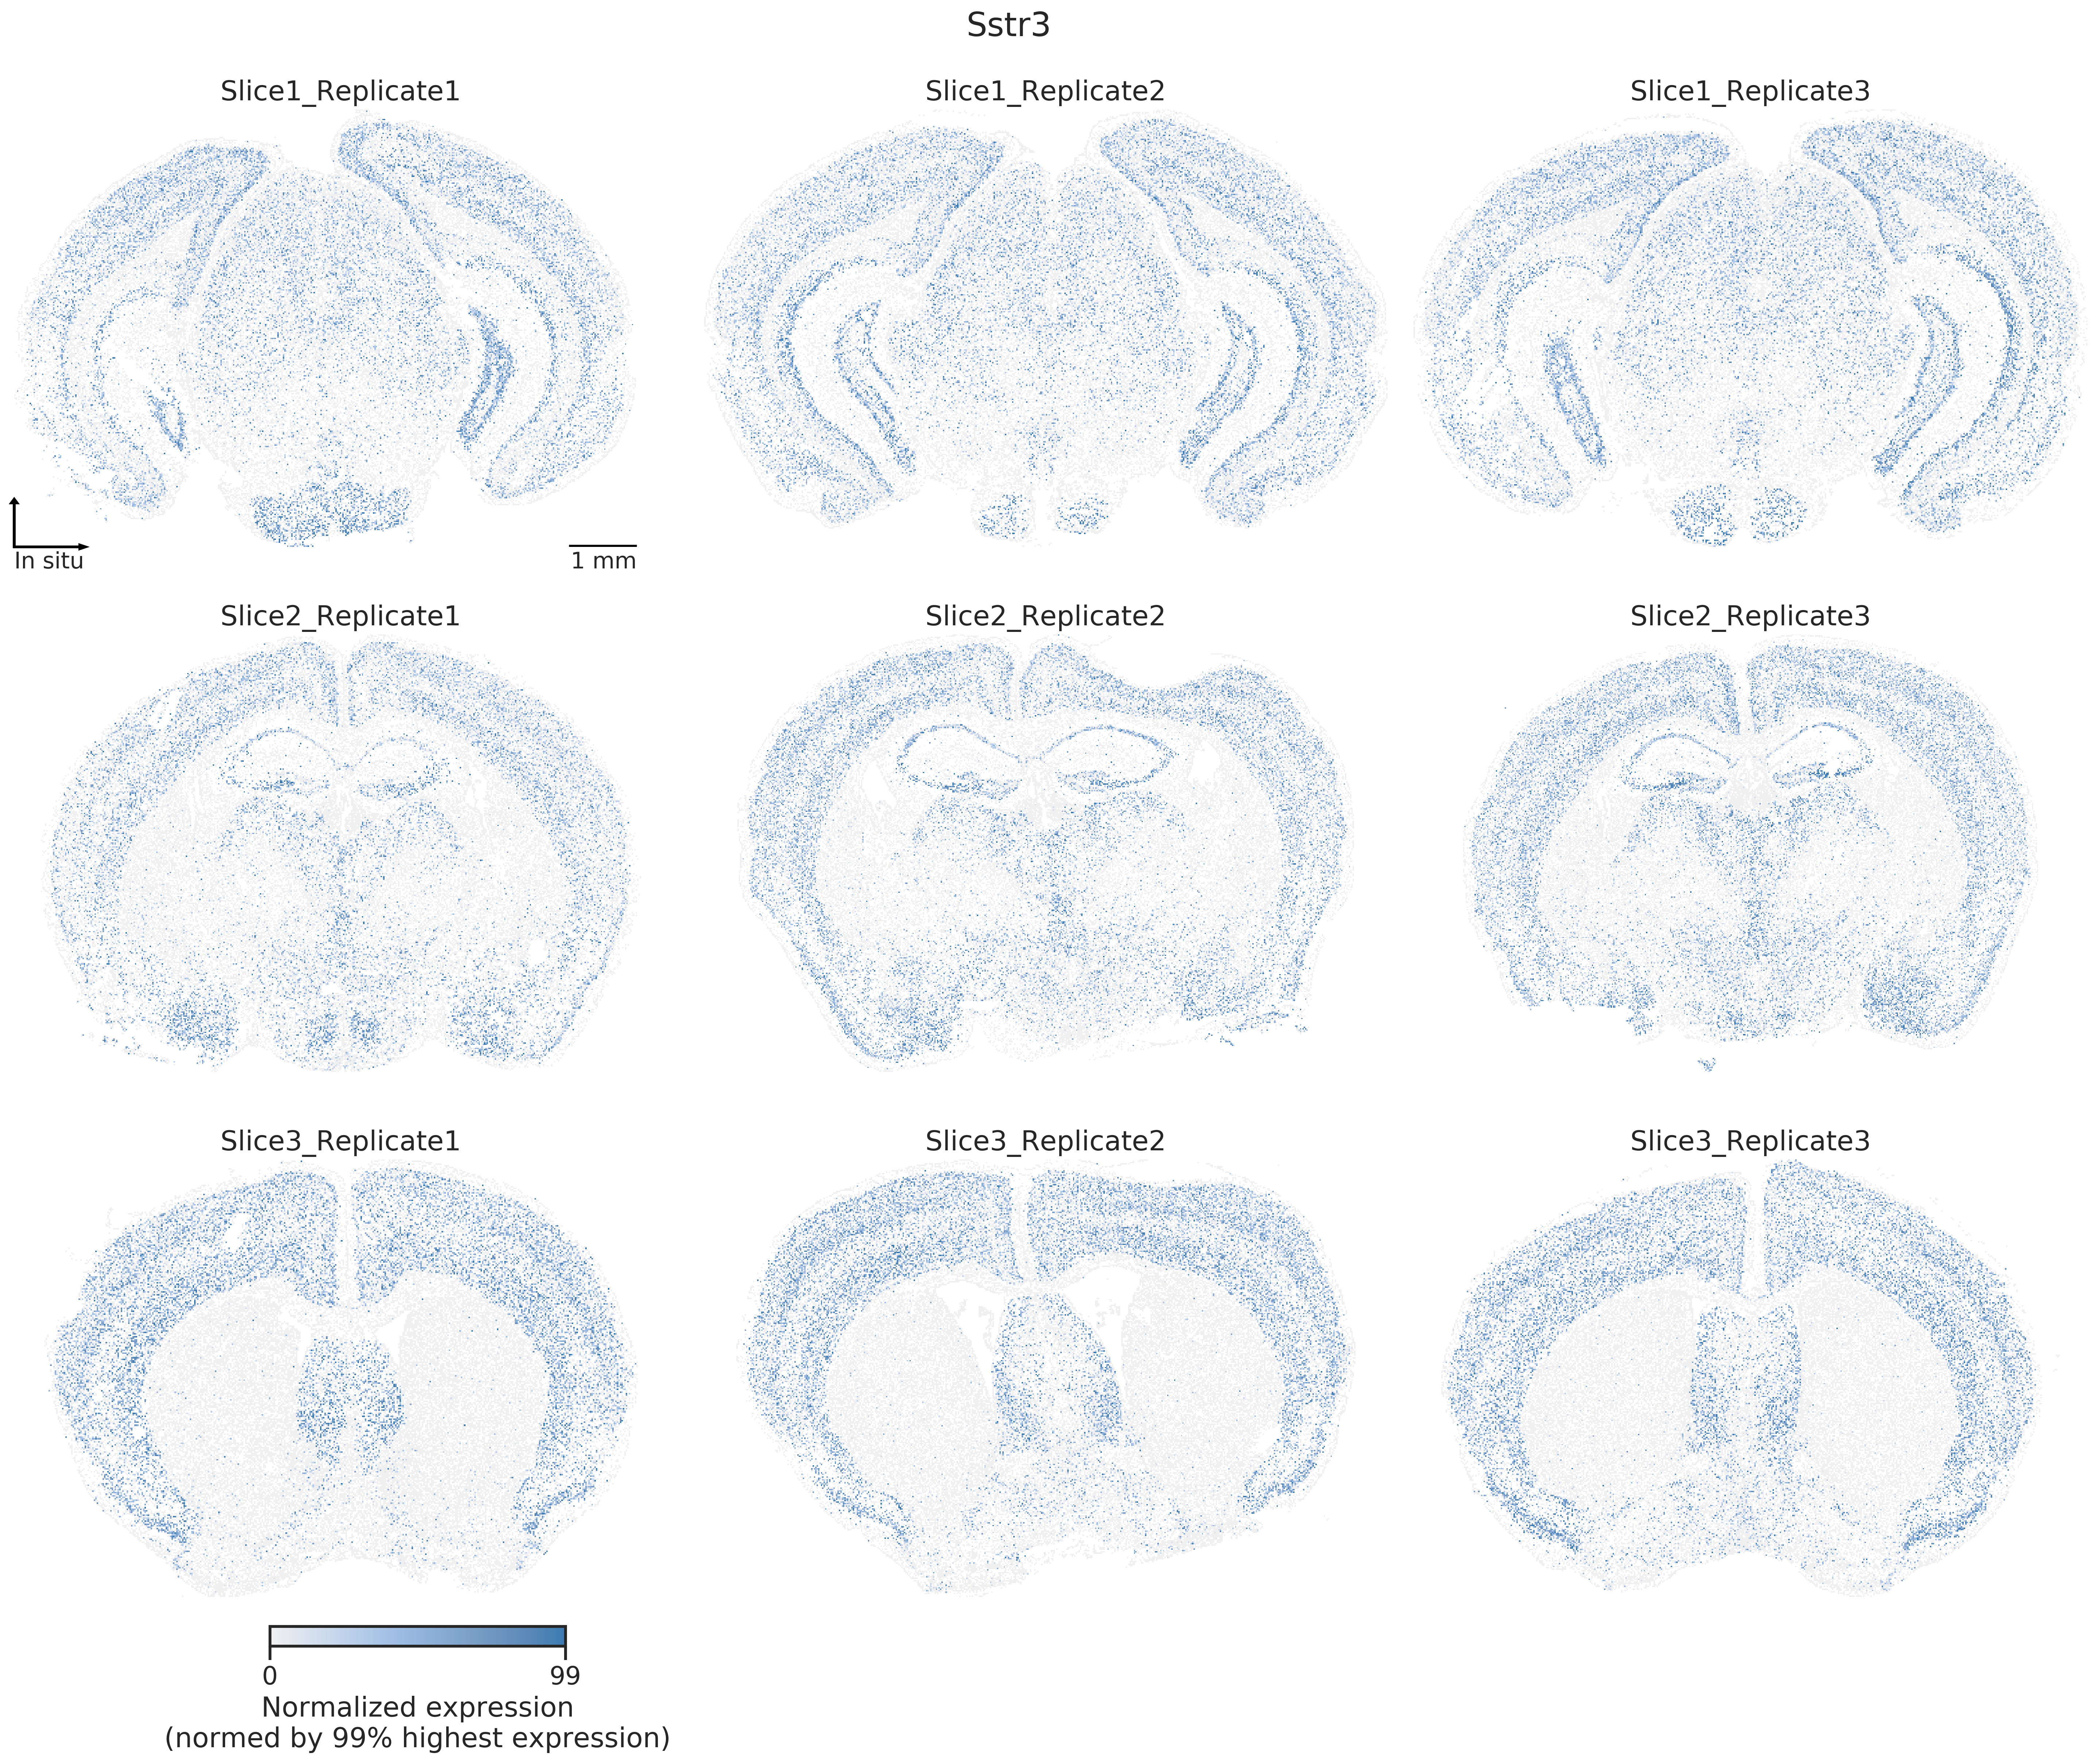 Sstr3
Slice1_Replicate1
Slice1_Replicate2
Slice1_Replicate3
In situ
1 mm
Slice2_Replicate1
Slice2_Replicate2
Slice2_Replicate3
Slice3_Replicate1
Slice3_Replicate2
Slice3_Replicate3
0
99
Normalized expression
(normed by 99% highest expression)